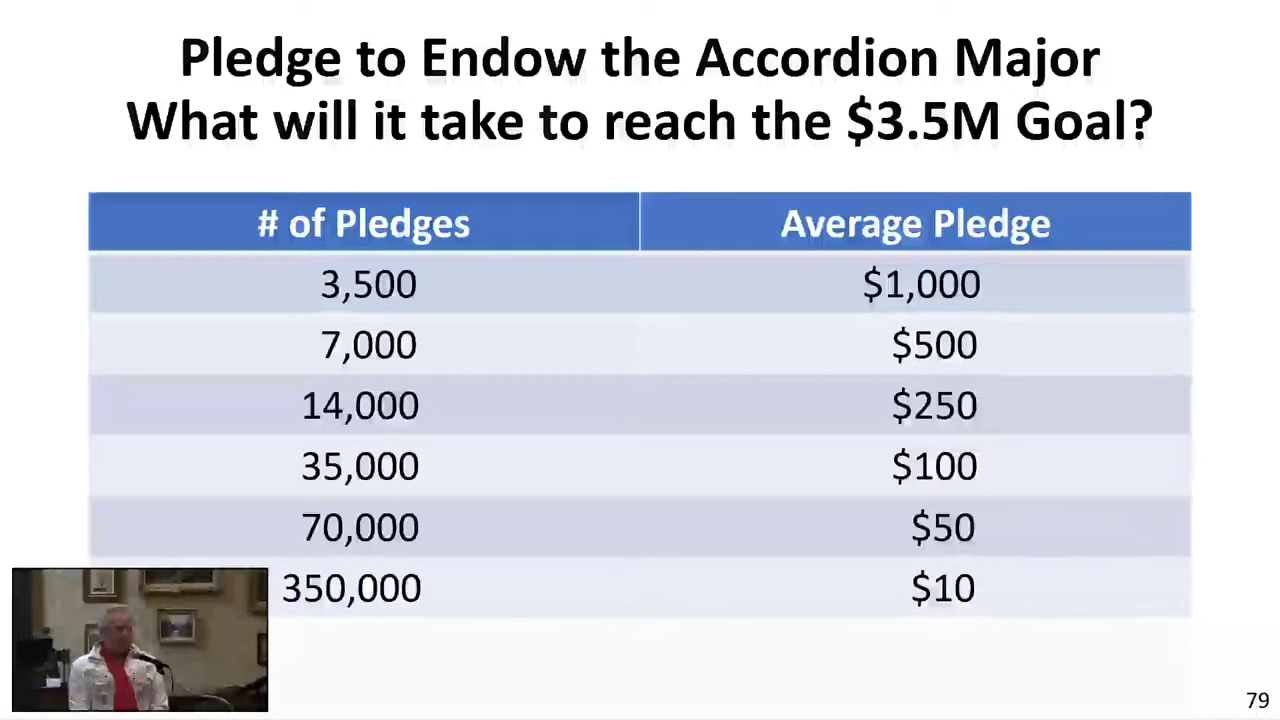 Pledge to Endow the Accordion Major
What will it take to reach the $3.5M Goal?
# of Pledges Average Pledge
3,500 $1,000
7,000 $500
14,000 $250
35,000 $100
70,000 $50
350,000 $10
79